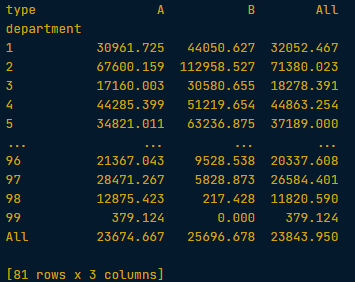 type A B All
department
1 30961.725 44050.627 32052.467
2 67600.159 112958.527 71380.023
3 17160.003 30580.655 18278.391
4 44285.399 51219.654 44863.254
5 34821.011 63236.875 37189.000
... ... ... ...
96 21367.043 9528.538 20337.608
97 28471.267 5828.873 26584.401
98 12875.423 217.428 11820.590
99 379.124 0.000 379.124
All 23674.667 25696.678 23843.950
[81 rows x 3 columns]